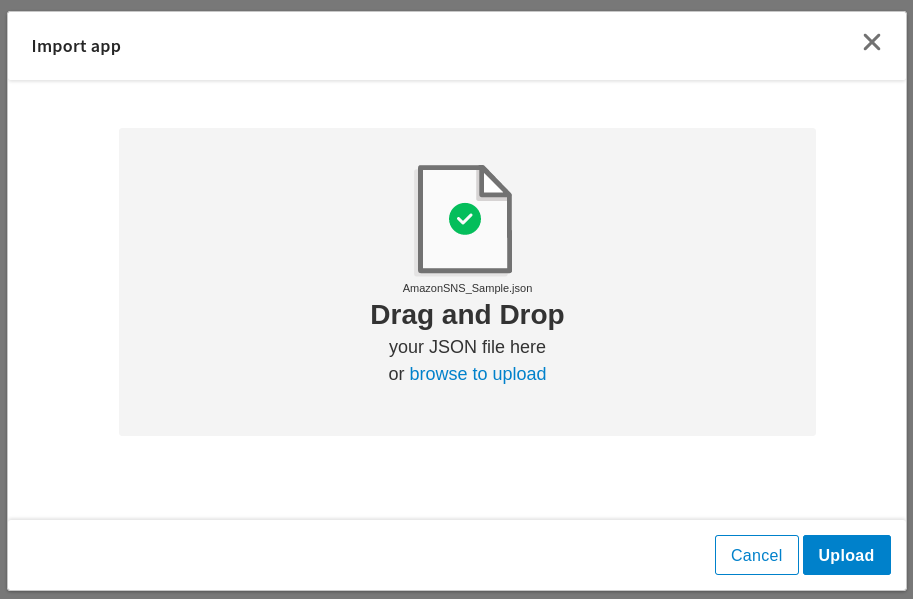 Import app
AmazonSNS_Sample.json
Drag and Drop
your JSON file here
or browse to upload
Cancel
Upload